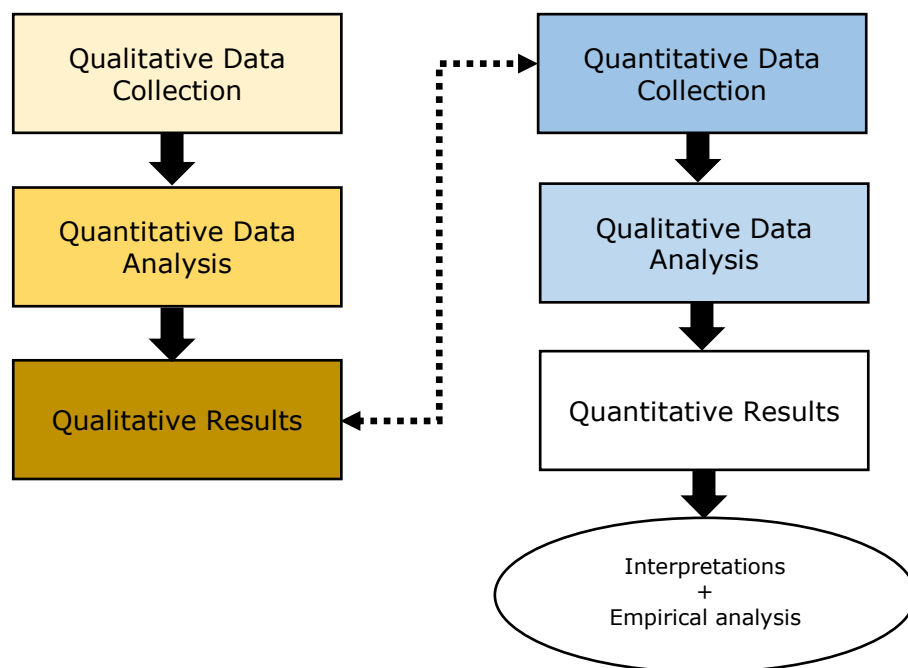 Qualitative Data
Collection
Quantitative Data
Analysis
Qualitative Results
Quantitative Data
Collection
Qualitative Data
Analysis
Quantitative Results
Interpretations
+
Empirical analysis